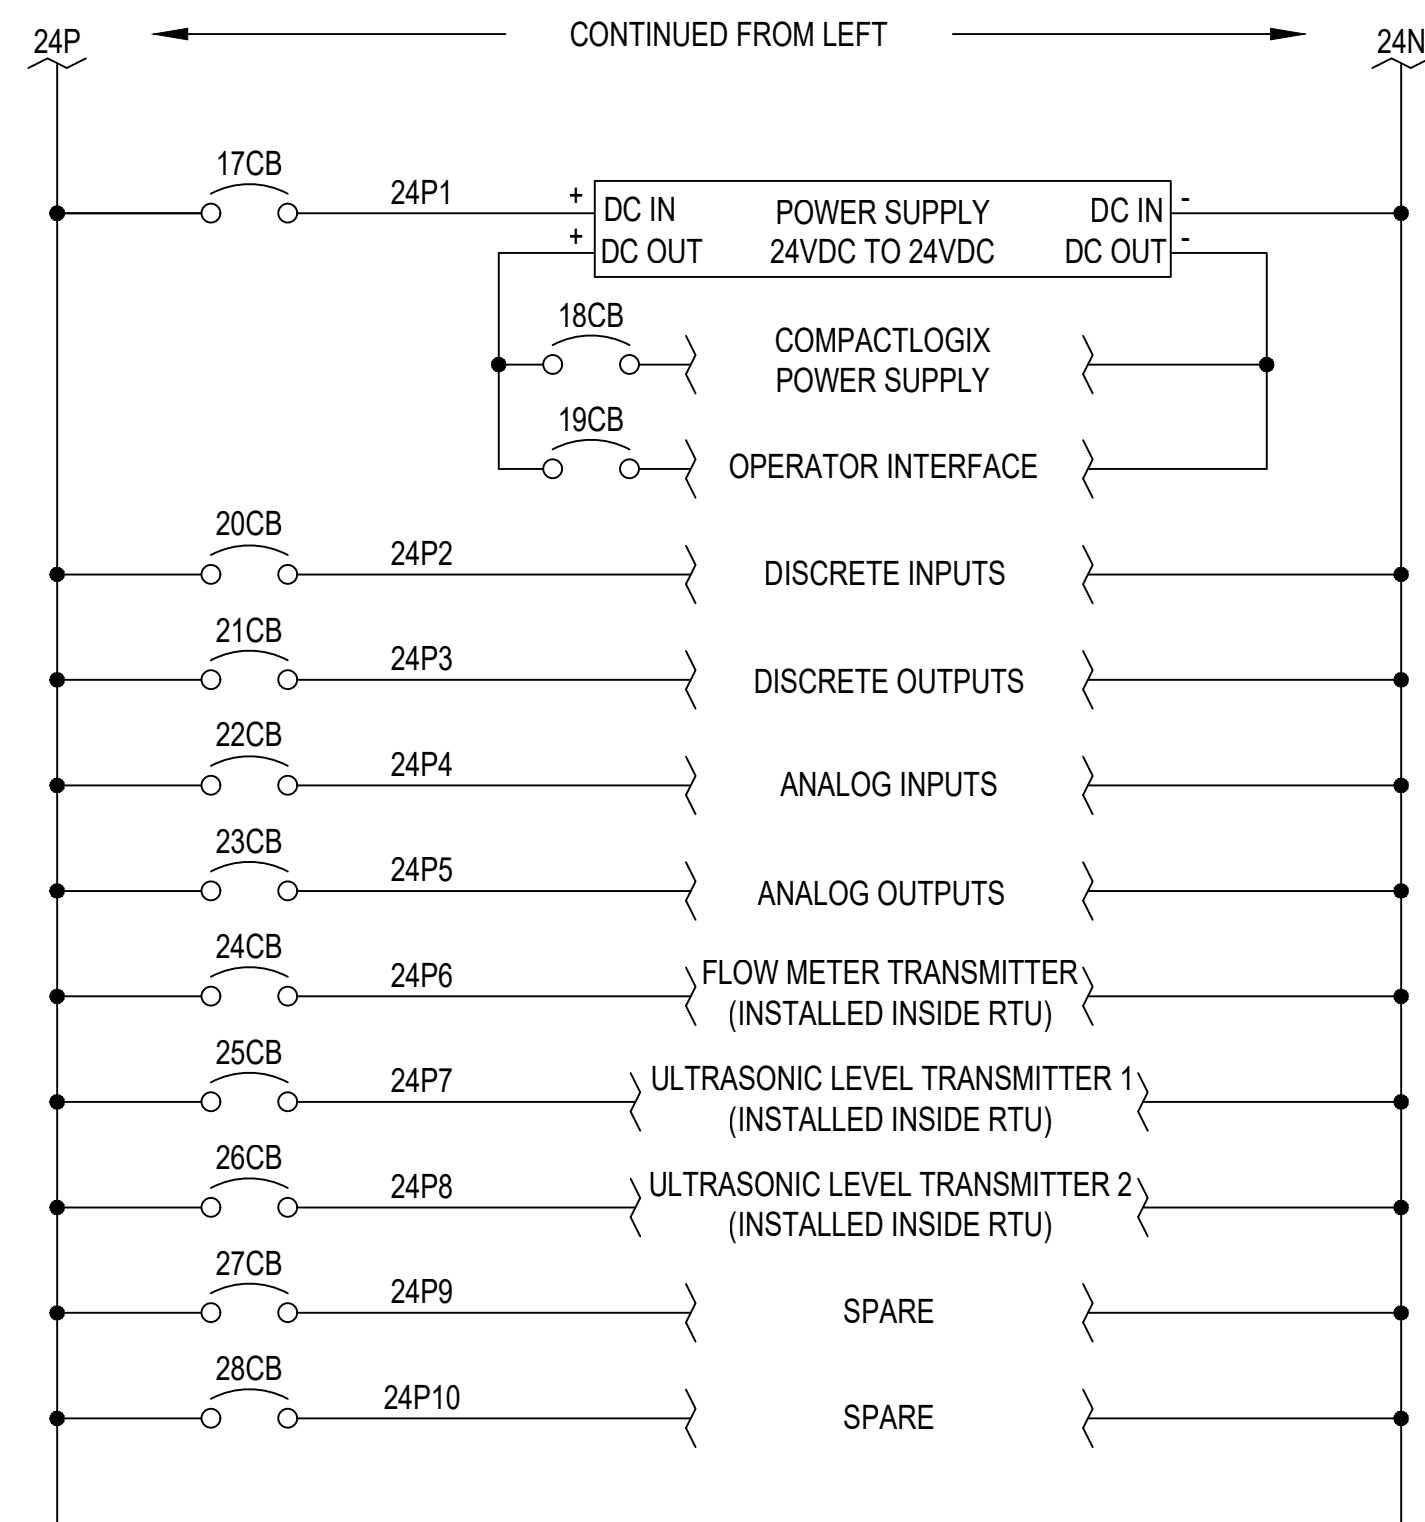 24P
CONTINUED FROM LEFT
24N
17CB
24P1
+ DC IN POWER SUPPLY DC IN -
+ DC OUT 24VDC TO 24VDC DC OUT -
18CB
COMPACTLOGIX
POWER SUPPLY
19CB
OPERATOR INTERFACE
20CB
24P2
DISCRETE INPUTS
21CB
24P3
DISCRETE OUTPUTS
22CB
24P4
ANALOG INPUTS
23CB
24P5
ANALOG OUTPUTS
24CB
24P6
FLOW METER TRANSMITTER
(INSTALLED INSIDE RTU)
25CB
24P7
ULTRASONIC LEVEL TRANSMITTER 1
(INSTALLED INSIDE RTU)
26CB
24P8
ULTRASONIC LEVEL TRANSMITTER 2
(INSTALLED INSIDE RTU)
27CB
24P9
SPARE
28CB
24P10
SPARE